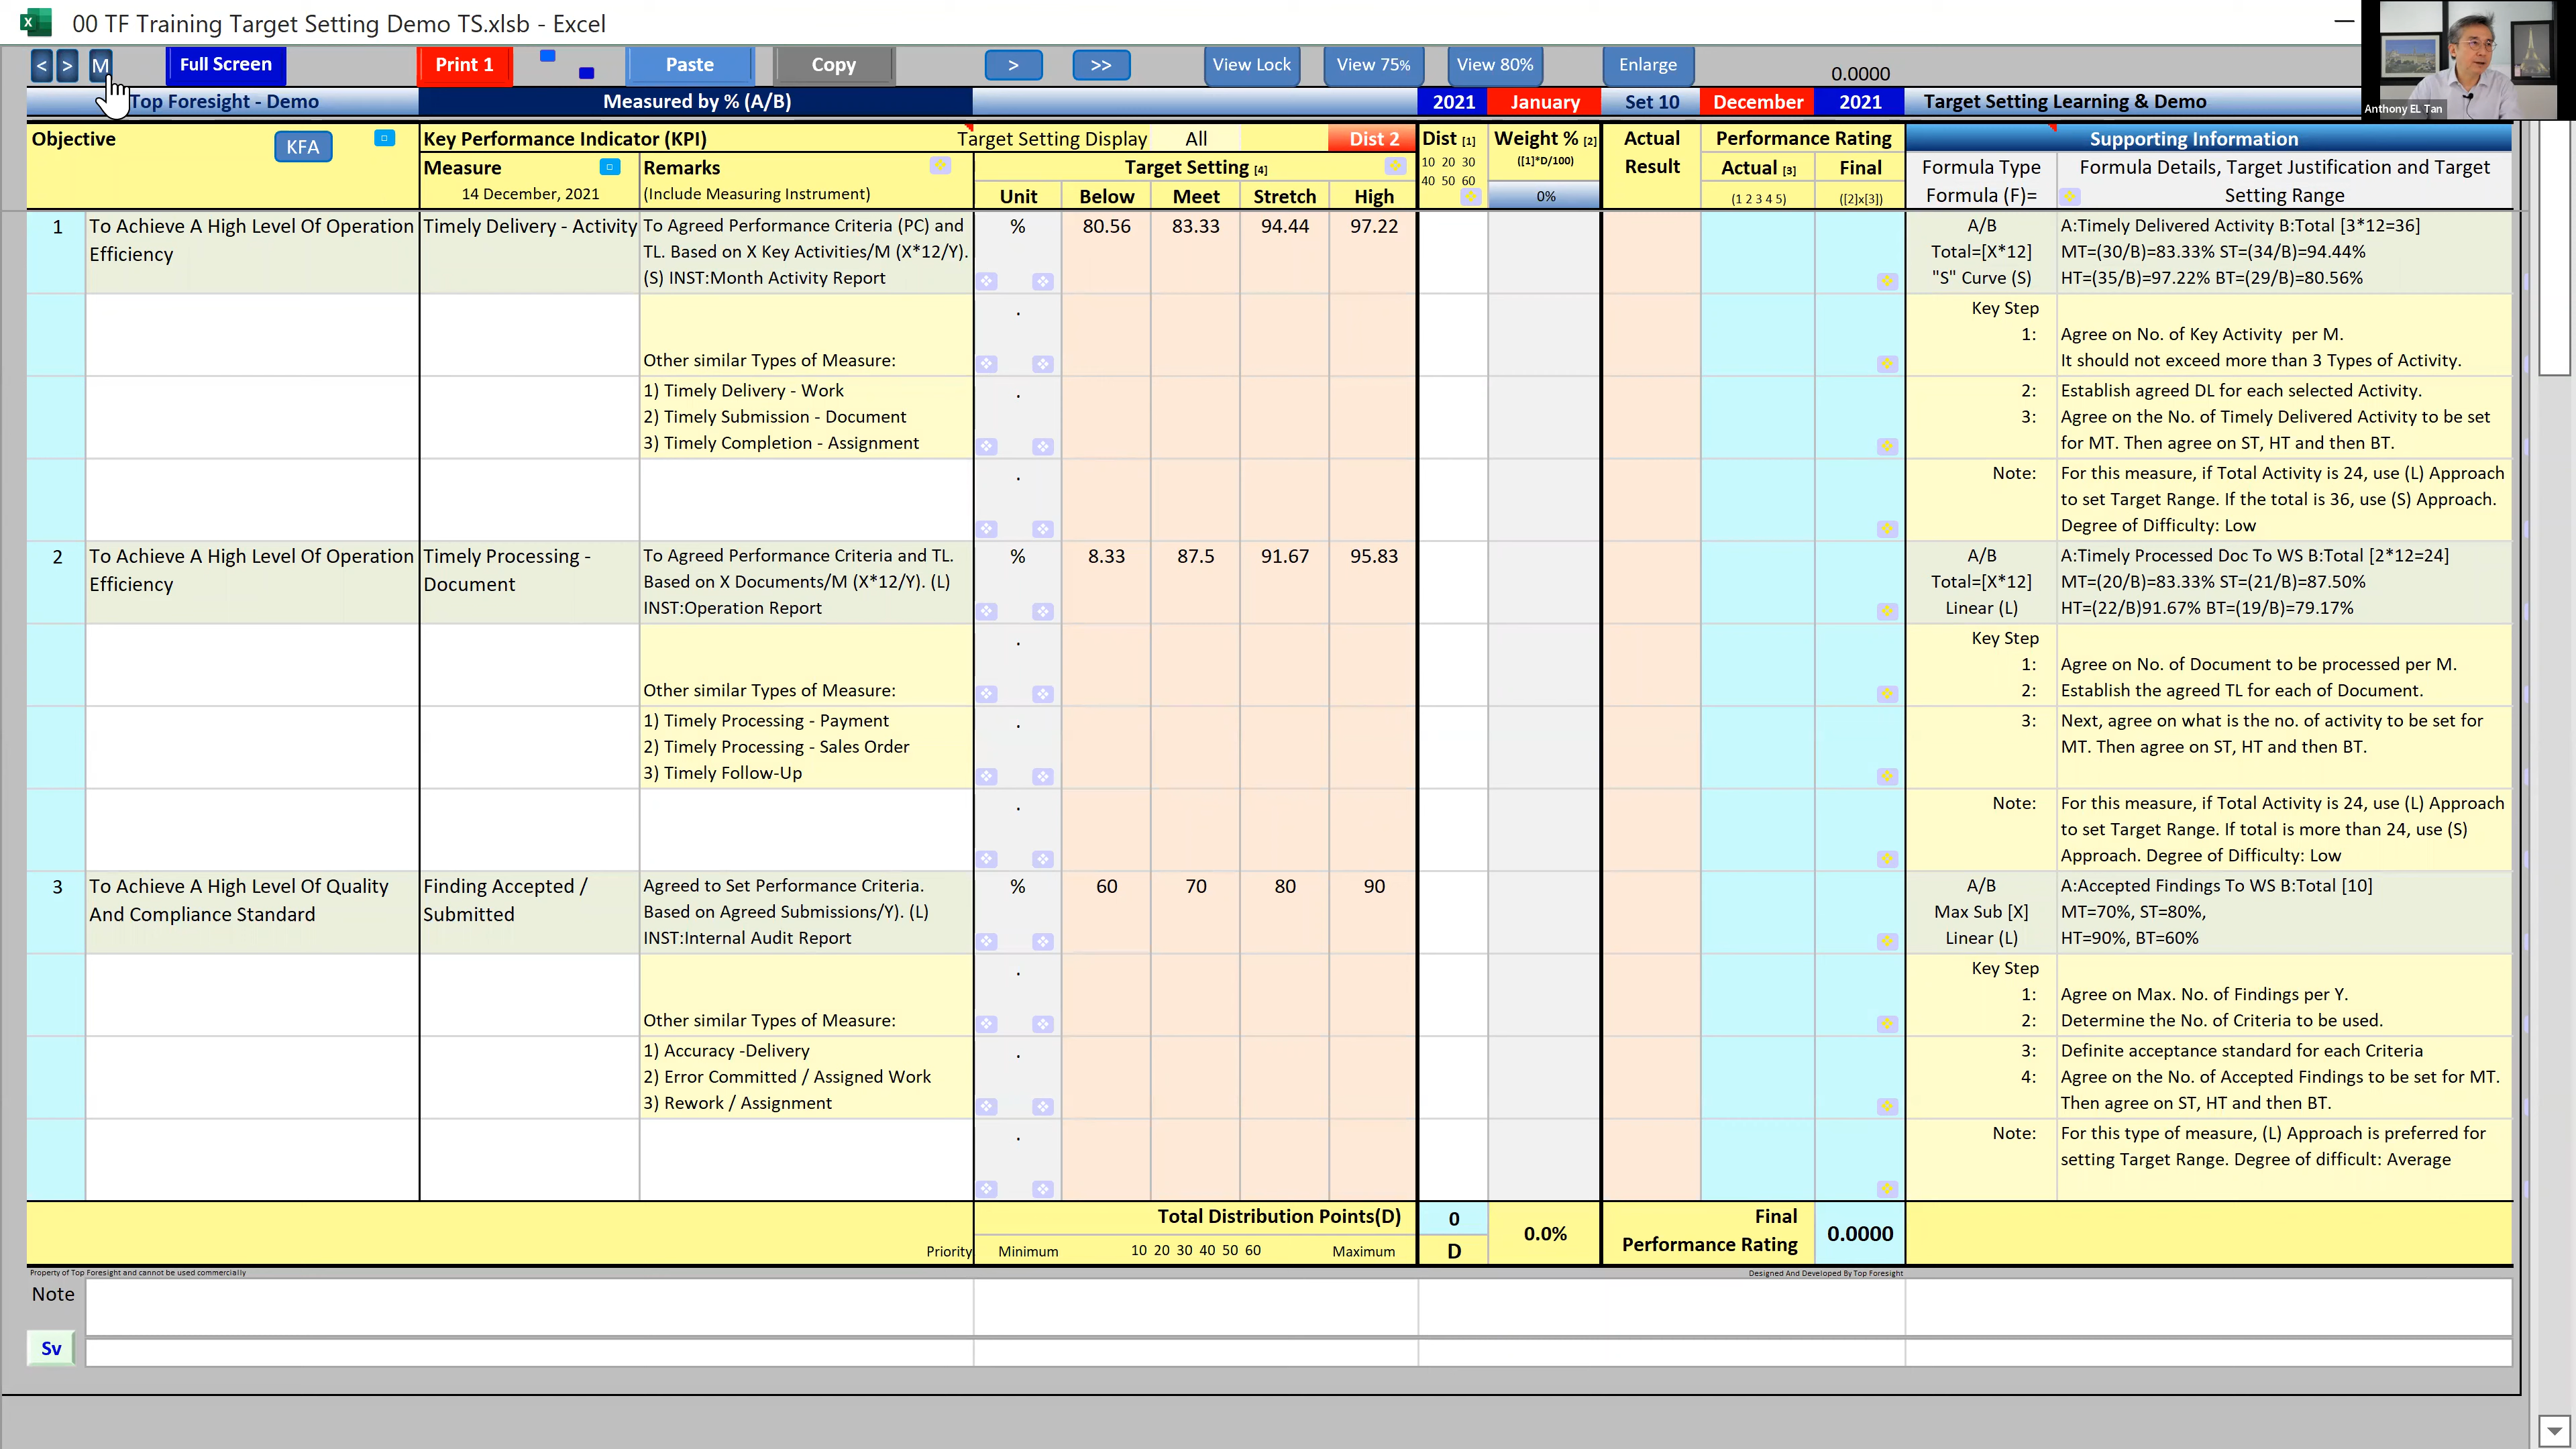 00 TF Training Target Setting Demo TS.xlsb - Excel
< > M Full Screen Print 1 Paste Copy > >> View Lock View 75% View 80% Enlarge 0.0000
Anthony EL Tan
Top Foresight - Demo Measured by % (A/B) 2021 January Set 10 December 2021 Target Setting Learning & Demo
Objective KFA Key Performance Indicator (KPI) Target Setting Display All Dist 2 Dist [1] Weight % [2] Actual Performance Rating Supporting Information
Measure Remarks Target Setting [4] 10 20 30 ([1]*D/100) Result Actual [3] Final Formula Type Formula Details, Target Justification and Target
14 December, 2021 (Include Measuring Instrument) Unit Below Meet Stretch High 40 50 60 0% (1 2 3 4 5) ([2]x[3]) Formula (F)= Setting Range
1 To Achieve A High Level Of Operation Timely Delivery - Activity To Agreed Performance Criteria (PC) and % 80.56 83.33 94.44 97.22 A/B A:Timely Delivered Activity B:Total [3*12=36]
Efficiency TL. Based on X Key Activities/M (X*12/Y). Total=[X*12] MT=(30/B)=83.33% ST=(34/B)=94.44%
(S) INST:Month Activity Report "S" Curve (S) HT=(35/B)=97.22% BT=(29/B)=80.56%
. Key Step
1: Agree on No. of Key Activity per M.
Other similar Types of Measure: It should not exceed more than 3 Types of Activity.
1) Timely Delivery - Work . 2: Establish agreed DL for each selected Activity.
2) Timely Submission - Document 3: Agree on the No. of Timely Delivered Activity to be set
3) Timely Completion - Assignment for MT. Then agree on ST, HT and then BT.
. Note: For this measure, if Total Activity is 24, use (L) Approach
to set Target Range. If the total is 36, use (S) Approach.
Degree of Difficulty: Low
2 To Achieve A High Level Of Operation Timely Processing - To Agreed Performance Criteria and TL. % 8.33 87.5 91.67 95.83 A/B A:Timely Processed Doc To WS B:Total [2*12=24]
Efficiency Document Based on X Documents/M (X*12/Y). (L) Total=[X*12] MT=(20/B)=83.33% ST=(21/B)=87.50%
INST:Operation Report Linear (L) HT=(22/B)91.67% BT=(19/B)=79.17%
. Key Step
1: Agree on No. of Document to be processed per M.
Other similar Types of Measure: 2: Establish the agreed TL for each of Document.
1) Timely Processing - Payment . 3: Next, agree on what is the no. of activity to be set for
2) Timely Processing - Sales Order MT. Then agree on ST, HT and then BT.
3) Timely Follow-Up
. Note: For this measure, if Total Activity is 24, use (L) Approach
to set Target Range. If total is more than 24, use (S)
Approach. Degree of Difficulty: Low
3 To Achieve A High Level Of Quality Finding Accepted / Agreed to Set Performance Criteria. % 60 70 80 90 A/B A:Accepted Findings To WS B:Total [10]
And Compliance Standard Submitted Based on Agreed Submissions/Y). (L) Max Sub [X] MT=70%, ST=80%,
INST:Internal Audit Report Linear (L) HT=90%, BT=60%
. Key Step
1: Agree on Max. No. of Findings per Y.
Other similar Types of Measure: 2: Determine the No. of Criteria to be used.
1) Accuracy -Delivery . 3: Definite acceptance standard for each Criteria
2) Error Committed / Assigned Work 4: Agree on the No. of Accepted Findings to be set for MT.
3) Rework / Assignment Then agree on ST, HT and then BT.
. Note: For this type of measure, (L) Approach is preferred for
setting Target Range. Degree of difficult: Average
Total Distribution Points(D) 0 0.0% Final 0.0000
Priority Minimum 10 20 30 40 50 60 Maximum D Performance Rating
Property of Top Foresight and cannot be used commercially Designed And Developed By Top Foresight
Note
Sv